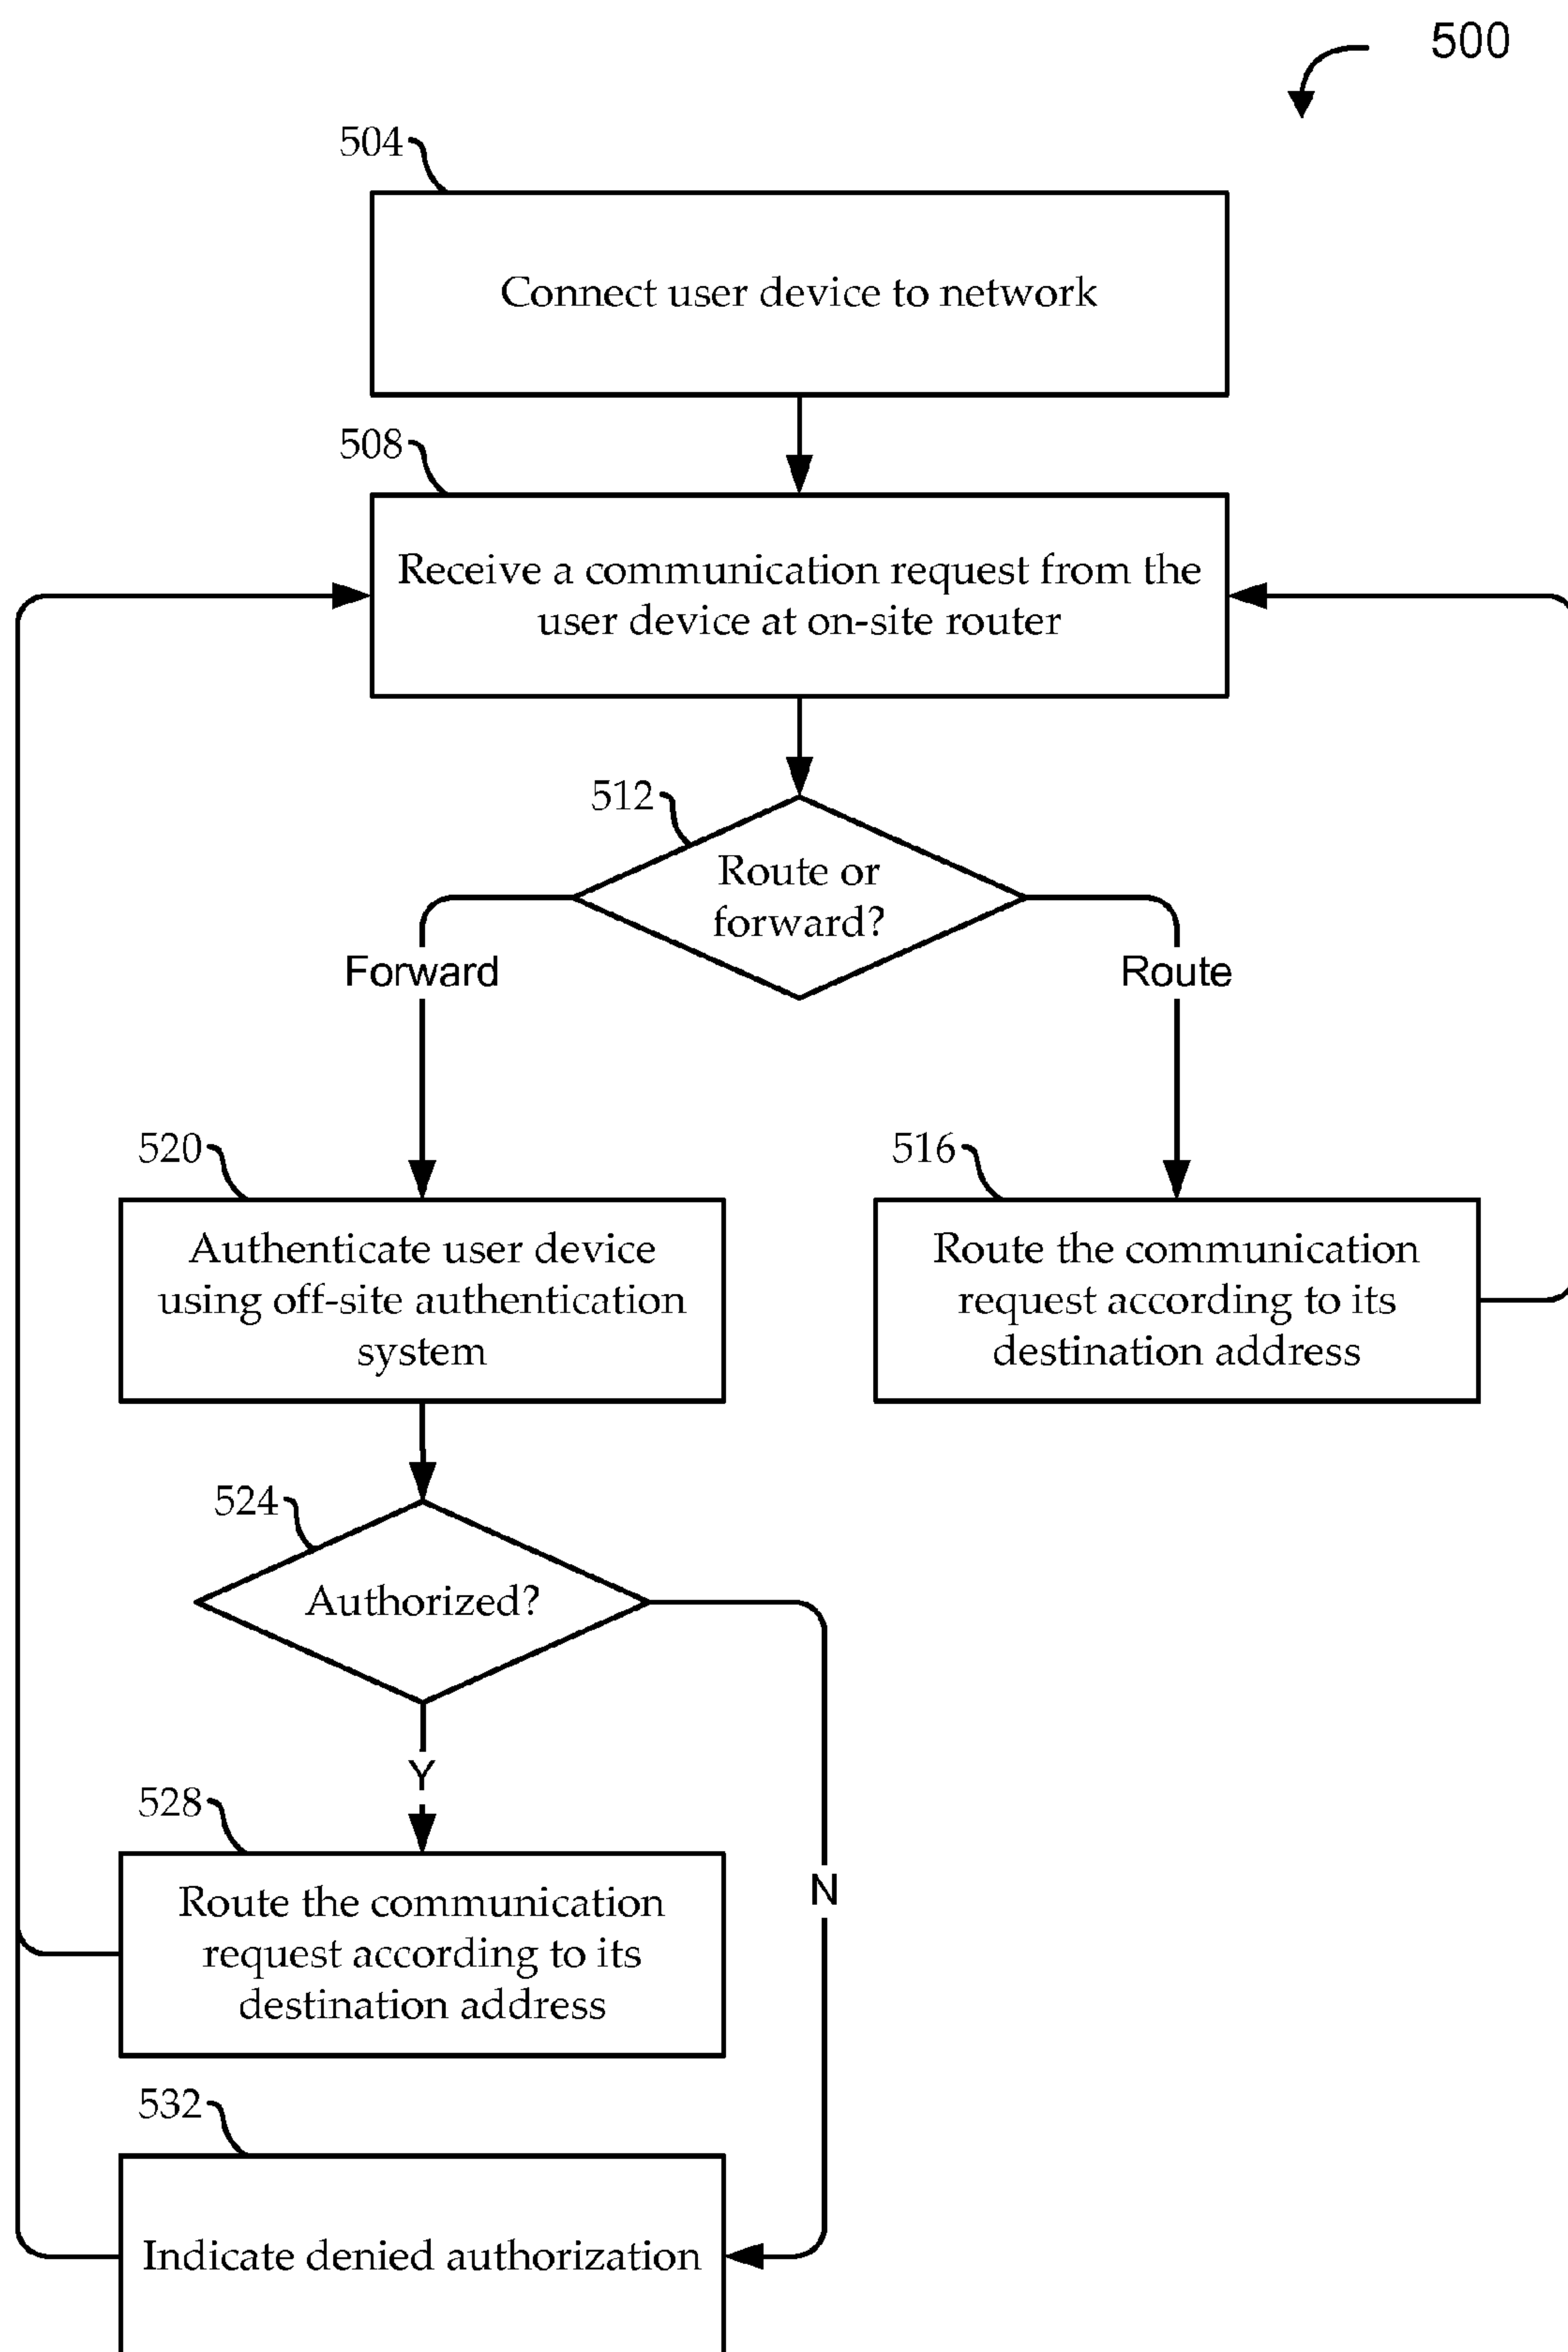 500
504
Connect user device to network
508
Receive a communication request from the
user device at on-site router
512
Route or
forward?
Forward
Route
520
516
Authenticate user device
using off-site authentication
system
Route the communication
request according to its
destination address
524
Authorized?
Y
N
528
Route the communication
request according to its
destination address
532
Indicate denied authorization